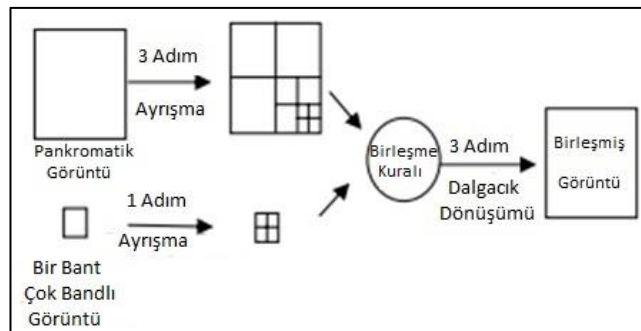 3 Adım
Ayrışma
Pankromatik
Görüntü
1 Adım
Ayrışma
Bir Bant
Çok Bandlı
Görüntü
Birleşme
Kuralı
3 Adım
Dalgacık
Dönüşümü
Birleşmiş
Görüntü